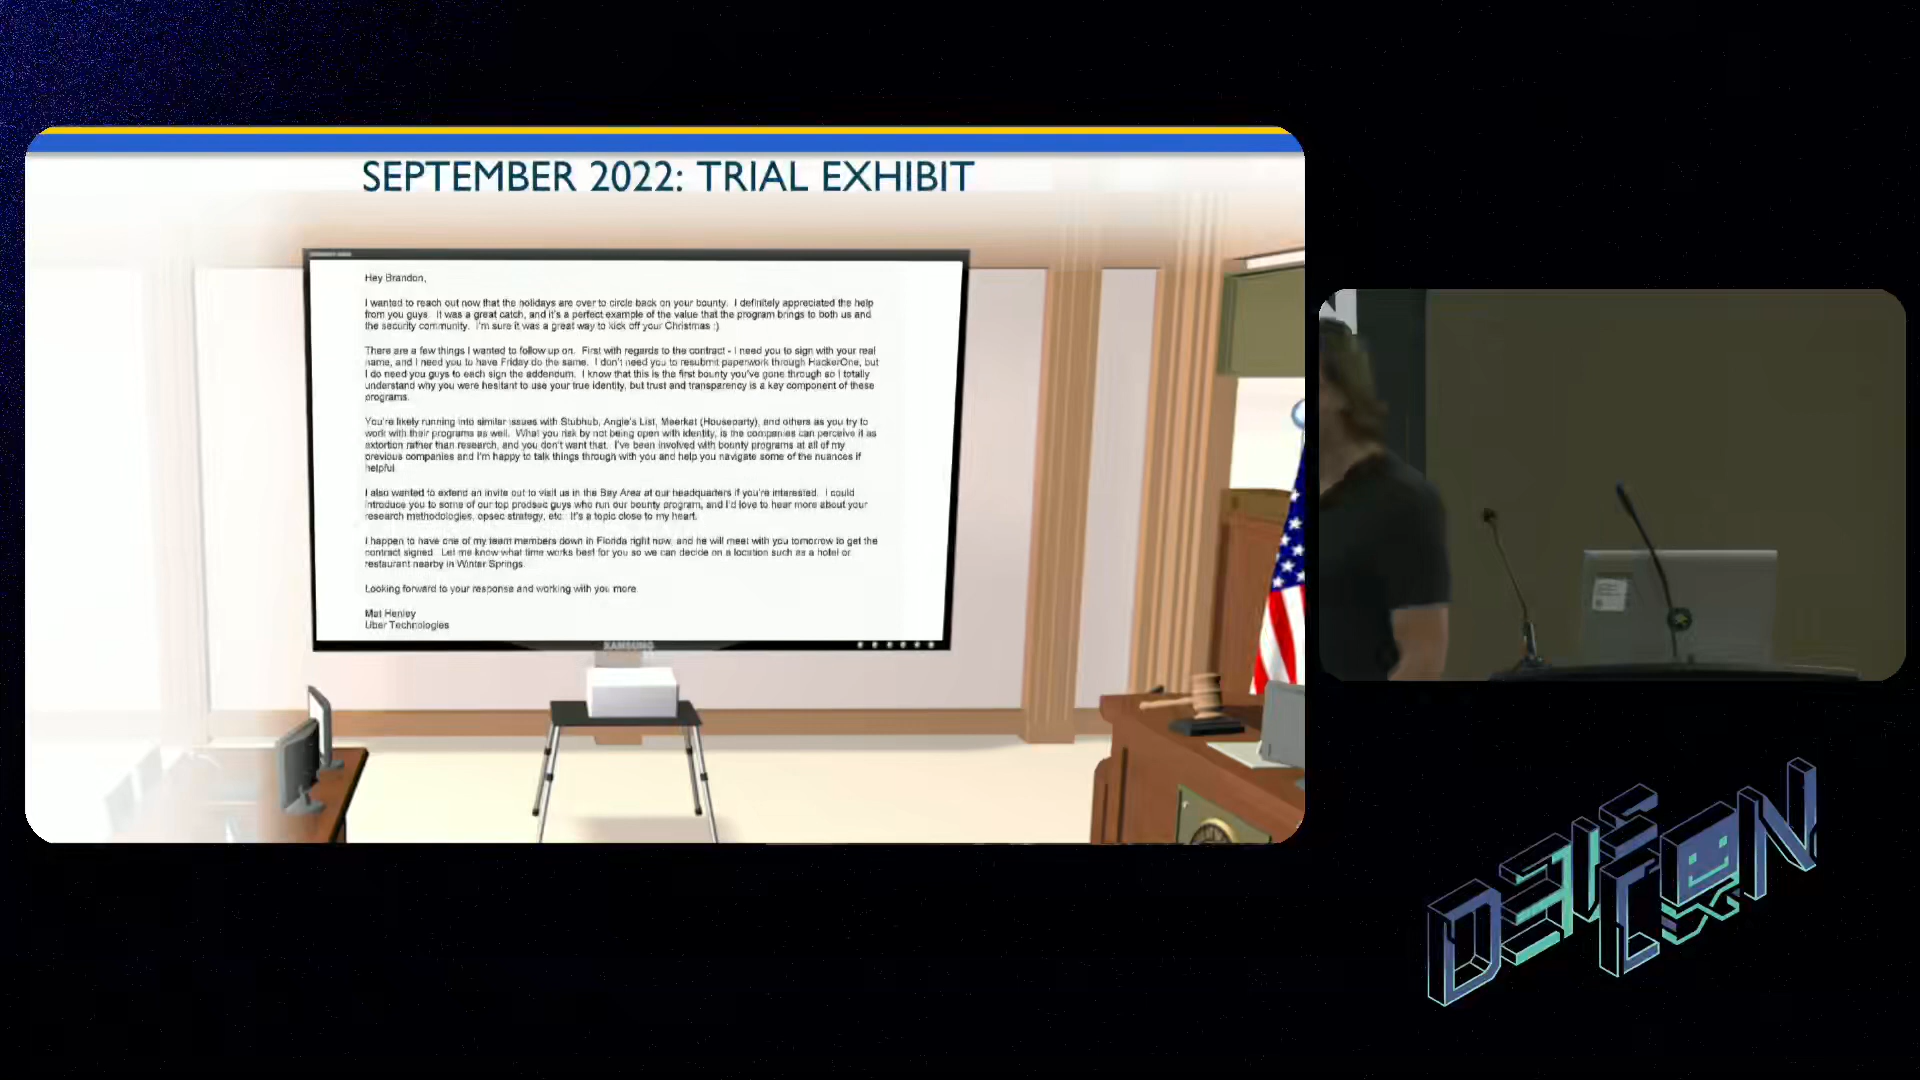 SEPTEMBER 2022: TRIAL EXHIBIT
Hey Brandon,
I wanted to reach out now that the holidays are over to circle back on your bounty. I definitely appreciated the help
from you guys. It was a great catch, and it's a perfect example of the value that the program brings to both us and
the security community. I'm sure it was a great way to kick off your Christmas :)
There are a few things I wanted to follow up on. First with regards to the contract - I need you to sign with your real
name, and I need you to have Friday do the same. I don't need you to resubmit paperwork through HackerOne, but
I do need you guys to each sign the addendum. I know that this is the first bounty you've gone through so I totally
understand why you were hesitant to use your true identity, but trust and transparency is a key component of these
programs.
You're likely running into similar issues with Stubhub, Angie's List, Meerkat (Houseparty), and others as you try to
work with their programs as well. What you risk by not being open with identity, is the companies can perceive it as
extortion rather than research, and you don't want that. I've been involved with bounty programs at all of my
previous companies and I'm happy to talk things through with you and help you navigate some of the nuances if
helpful
I also wanted to extend an invite out to visit us in the Bay Area at our headquarters if you're interested. I could
introduce you to some of our top prodsec guys who run our bounty program, and I'd love to hear more about your
research methodologies, opsec strategy, etc. It's a topic close to my heart.
I happen to have one of my team members down in Florida right now, and he will meet with you tomorrow to get the
contract signed. Let me know what time works best for you so we can decide on a location such as a hotel or
restaurant nearby in Winter Springs.
Looking forward to your response and working with you more
Mat Henley
Uber Technologies
XAMSUNG
DEF
CON